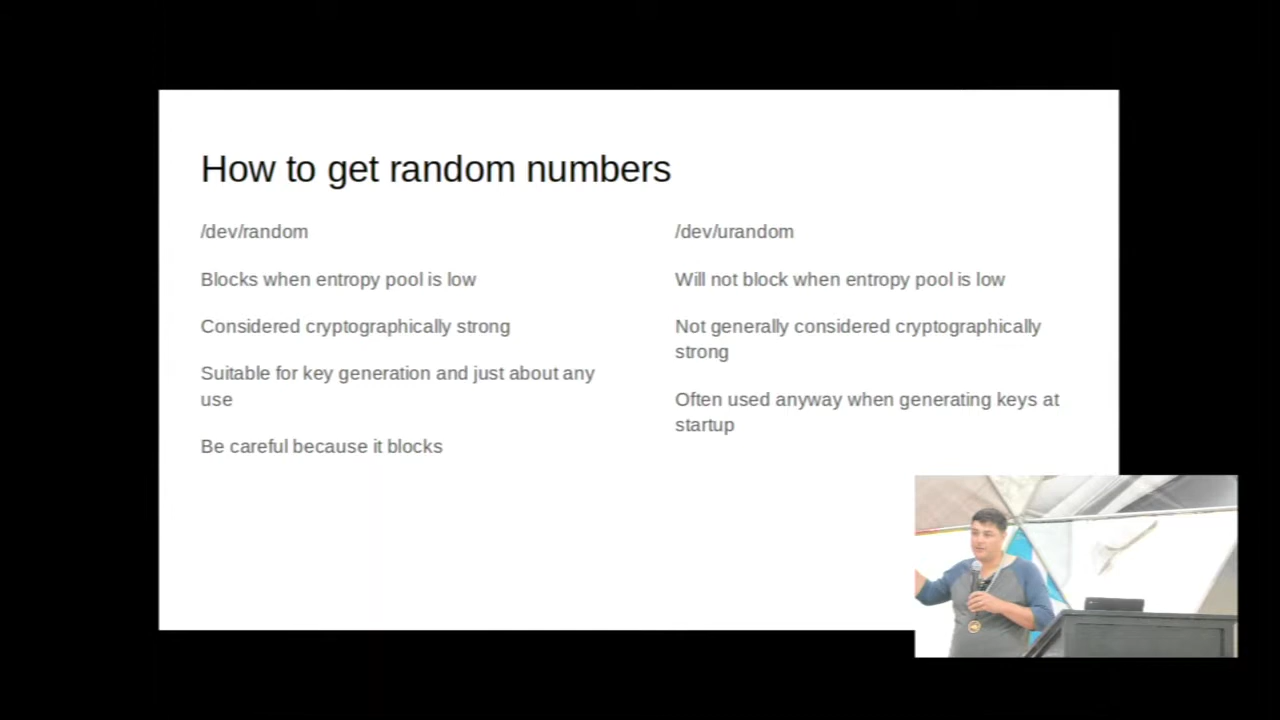 How to get random numbers
/dev/random
Blocks when entropy pool is low
Considered cryptographically strong
Suitable for key generation and just about any
use
Be careful because it blocks
/dev/urandom
Will not block when entropy pool is low
Not generally considered cryptographically
strong
Often used anyway when generating keys at
startup